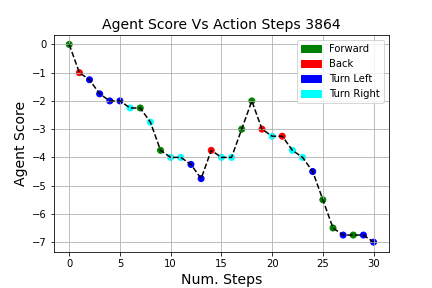 Agent Score Vs Action Steps 3864
Agent Score
0
−1
−2
−3
−4
−5
−6
−7
Forward
Back
Turn Left
Turn Right
0 5 10 15 20 25 30
Num. Steps